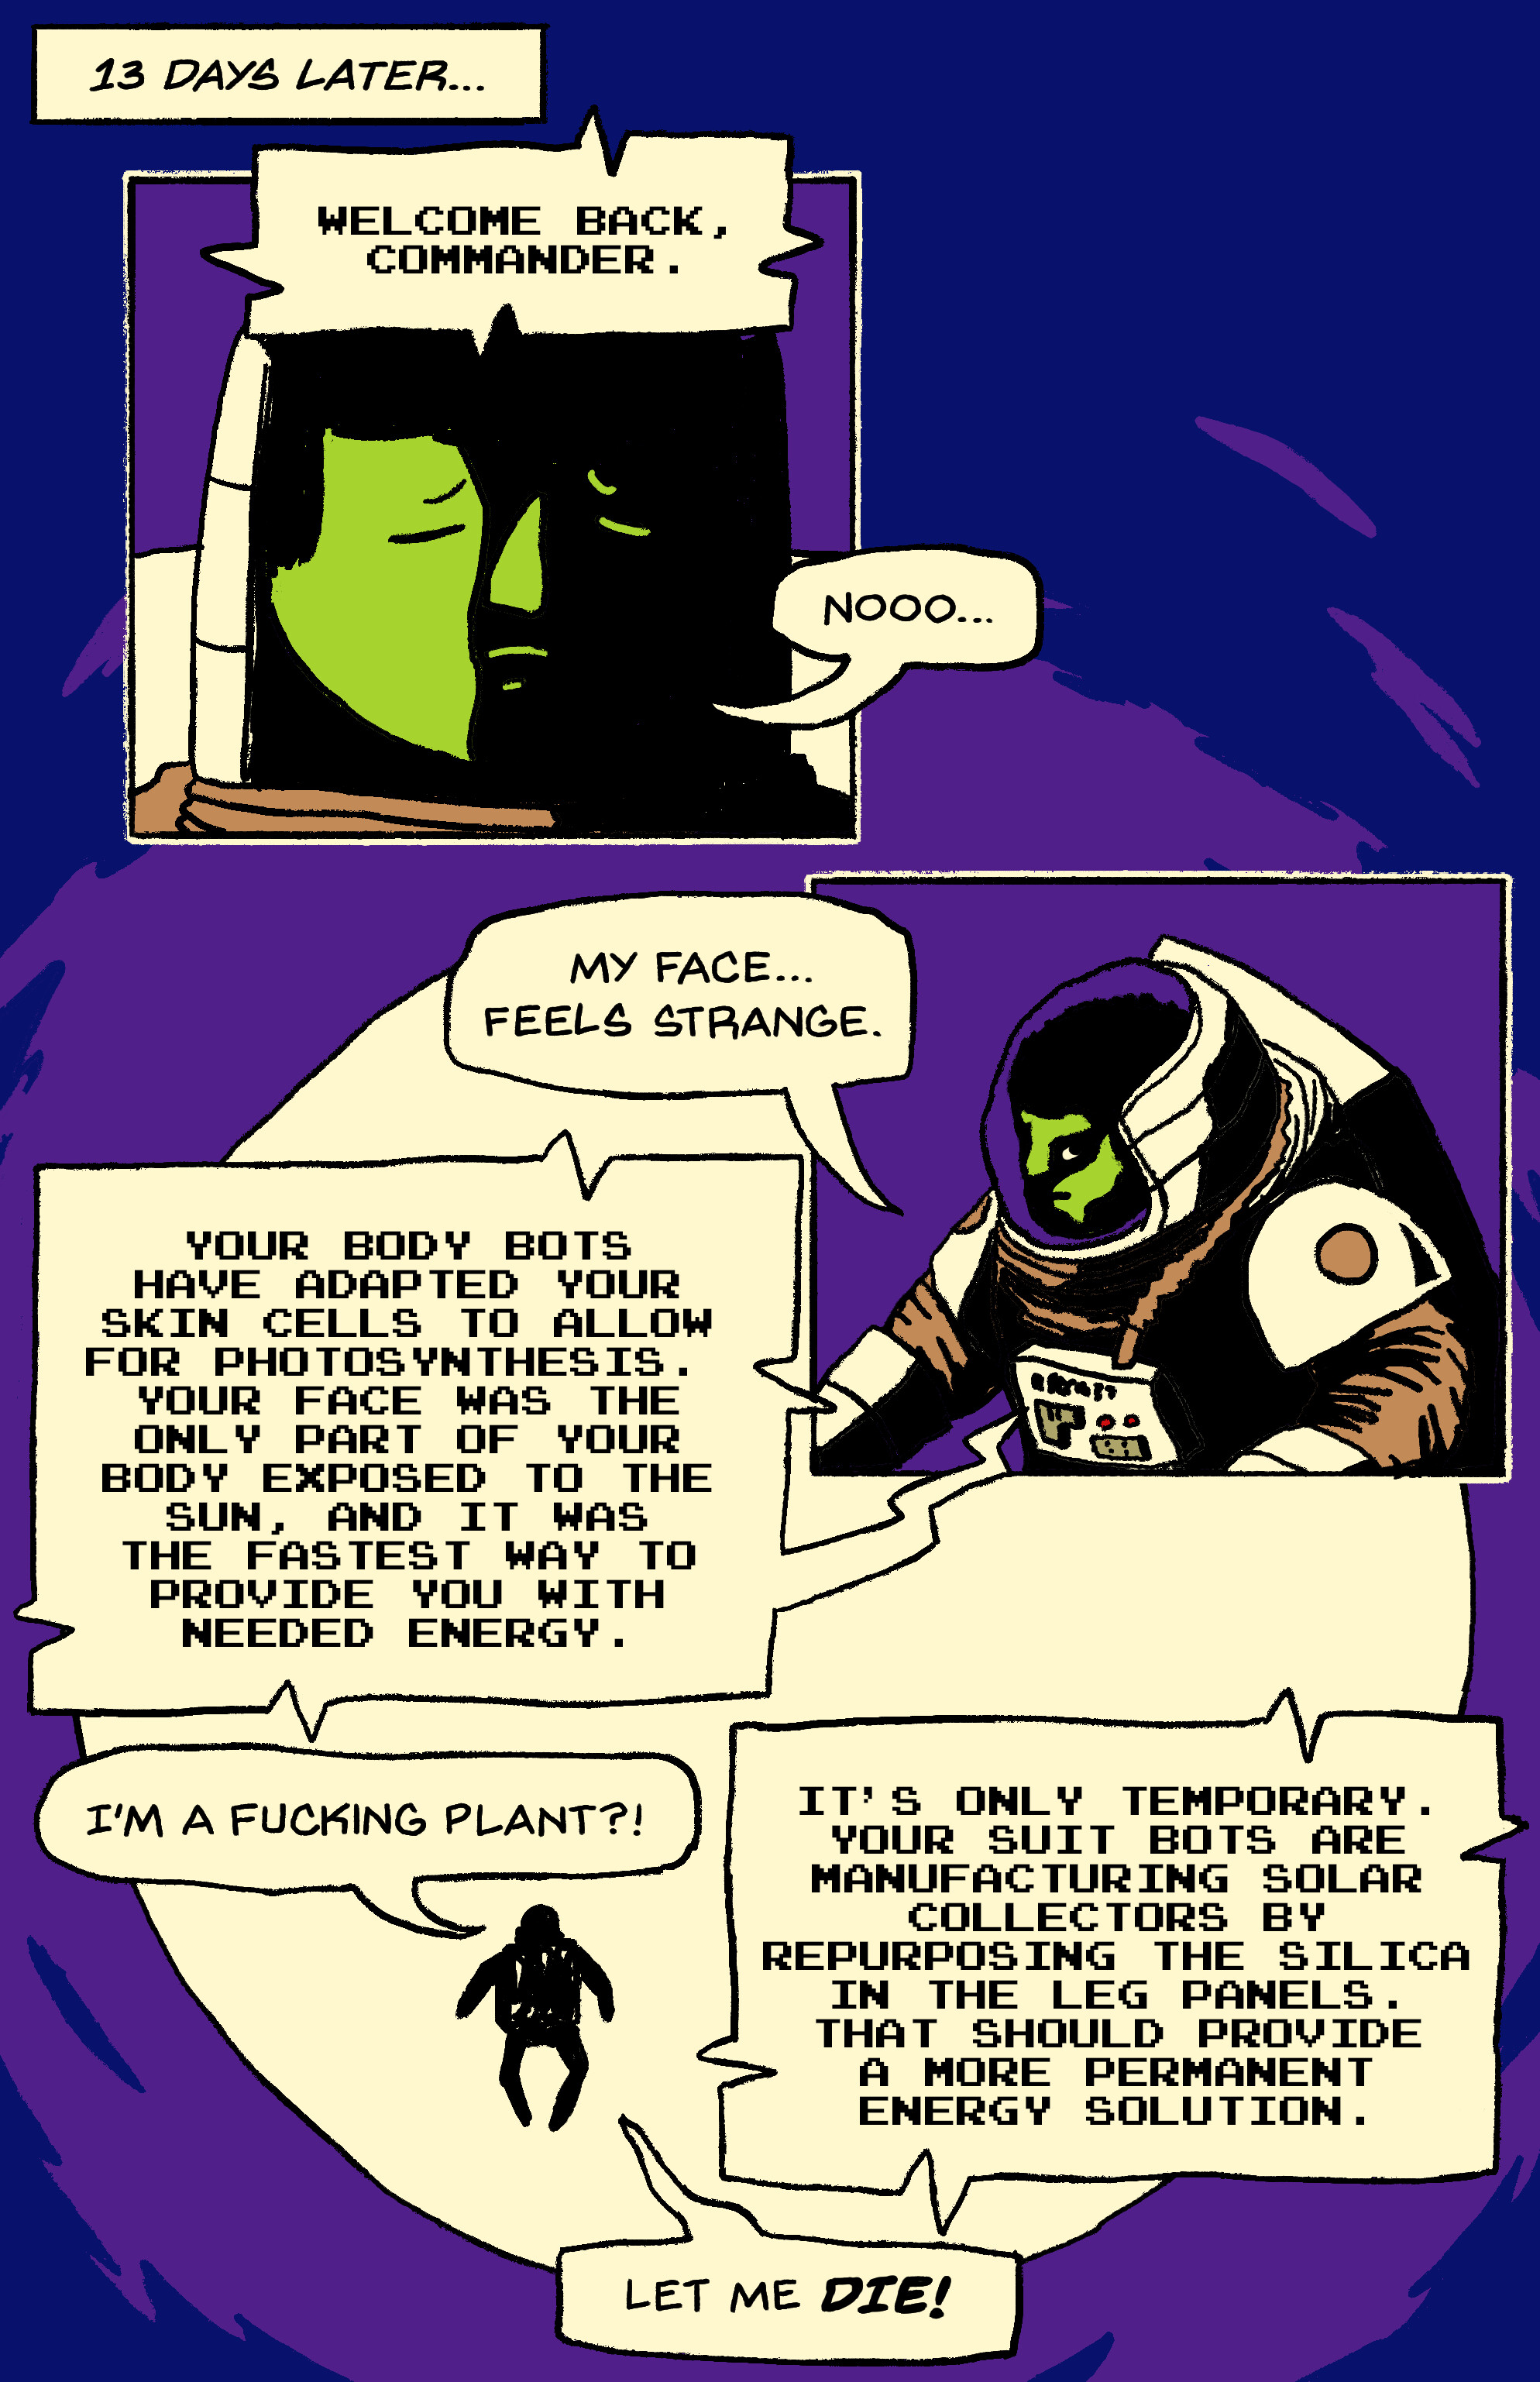 13 DAYS LATER...
WELCOME BACK,
COMMANDER.
NOOO...
MY FACE...
FEELS STRANGE.
YOUR BODY BOTS
HAVE ADAPTED YOUR
SKIN CELLS TO ALLOW
FOR PHOTOSYNTHESIS.
YOUR FACE WAS THE
ONLY PART OF YOUR
BODY EXPOSED TO THE
SUN, AND IT WAS
THE FASTEST WAY TO
PROVIDE YOU WITH
NEEDED ENERGY.
I'M A FUCKING PLANT?!
IT'S ONLY TEMPORARY.
YOUR SUIT BOTS ARE
MANUFACTURING SOLAR
COLLECTORS BY
REPURPOSING THE SILICA
IN THE LEG PANELS.
THAT SHOULD PROVIDE
A MORE PERMANENT
ENERGY SOLUTION.
LET ME DIE!